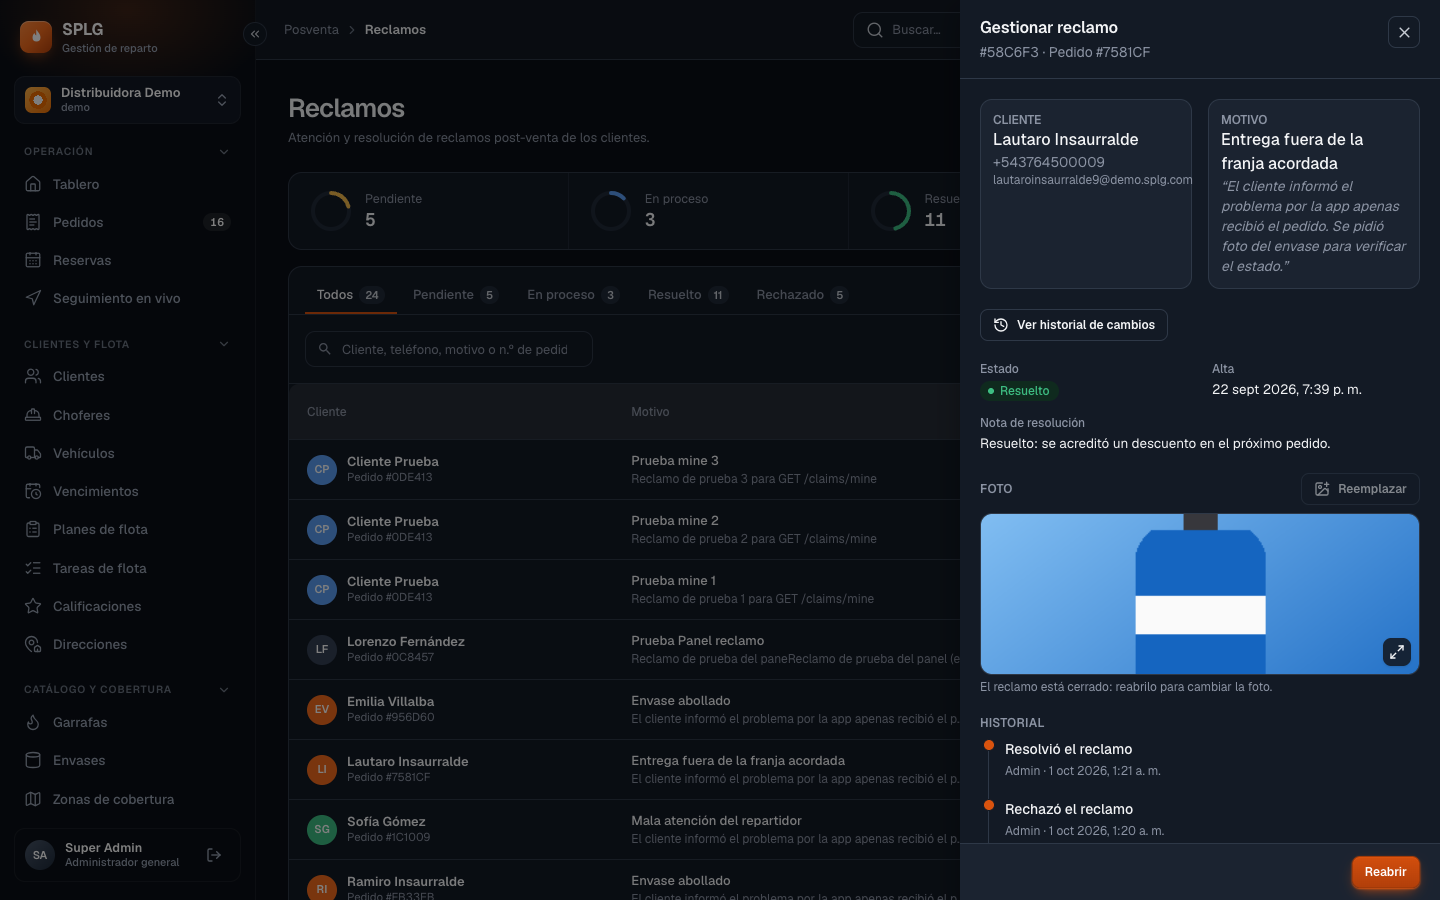 SPLG
Gestión de reparto
Distribuidora Demo
demo
OPERACIÓN
Tablero
Pedidos 16
Reservas
Seguimiento en vivo
CLIENTES Y FLOTA
Clientes
Choferes
Vehículos
Vencimientos
Planes de flota
Tareas de flota
Calificaciones
Direcciones
CATÁLOGO Y COBERTURA
Garrafas
Envases
Zonas de cobertura
SA
Super Admin
Administrador general
Posventa Reclamos
Buscar...
Reclamos
Atención y resolución de reclamos post-venta de los clientes.
Pendiente
5
En proceso
3
Resue
11
Todos 24 Pendiente 5 En proceso 3 Resuelto 11 Rechazado 5
Cliente, teléfono, motivo o n.º de pedid
Cliente Motivo
CP Cliente Prueba Prueba mine 3
Pedido #0DE413 Reclamo de prueba 3 para GET /claims/mine
CP Cliente Prueba Prueba mine 2
Pedido #0DE413 Reclamo de prueba 2 para GET /claims/mine
CP Cliente Prueba Prueba mine 1
Pedido #0DE413 Reclamo de prueba 1 para GET /claims/mine
LF Lorenzo Fernández Prueba Panel reclamo
Pedido #0C8457 Reclamo de prueba del paneReclamo de prueba del panel (e
EV Emilia Villalba Envase abollado
Pedido #956D60 El cliente informó el problema por la app apenas recibió el p.
LI Lautaro Insaurralde Entrega fuera de la franja acordada
Pedido #7581CF El cliente informó el problema por la app apenas recibió el p.
SG Sofía Gómez Mala atención del repartidor
Pedido #1C1009 El cliente informó el problema por la app apenas recibió el p.
RI Ramiro Insaurralde Envase abollado
Pedido #FB33FB El cliente informó el problema por la app apenas recibió el p.
Gestionar reclamo
#58C6F3 · Pedido #7581CF
CLIENTE
Lautaro Insaurralde
+543764500009
lautaroinsaurralde9@demo.splg.com
MOTIVO
Entrega fuera de la
franja acordada
“El cliente informó el
problema por la app apenas
recibió el pedido. Se pidió
foto del envase para verificar
el estado.”
Ver historial de cambios
Estado Alta
Resuelto 22 sept 2026, 7:39 p. m.
Nota de resolución
Resuelto: se acreditó un descuento en el próximo pedido.
FOTO Reemplazar
El reclamo está cerrado: reabrilo para cambiar la foto.
HISTORIAL
Resolvió el reclamo
Admin · 1 oct 2026, 1:21 a. m.
Rechazó el reclamo
Admin · 1 oct 2026, 1:20 a. m.
Reabrir